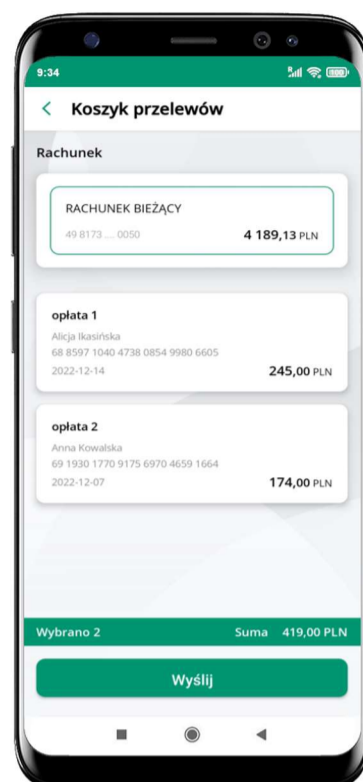 9:34
Koszyk przelewów
Rachunek
RACHUNEK BIEŻĄCY
49 8173 ... 0050 4 189,13 PLN
opłata 1
Alicja Ikasińska
68 8597 1040 4738 0854 9980 6605
2022-12-14 245,00 PLN
opłata 2
Anna Kowalska
69 1930 1770 9175 6970 4659 1664
2022-12-07 174,00 PLN
Wybrano 2 Suma 419,00 PLN
Wyślij